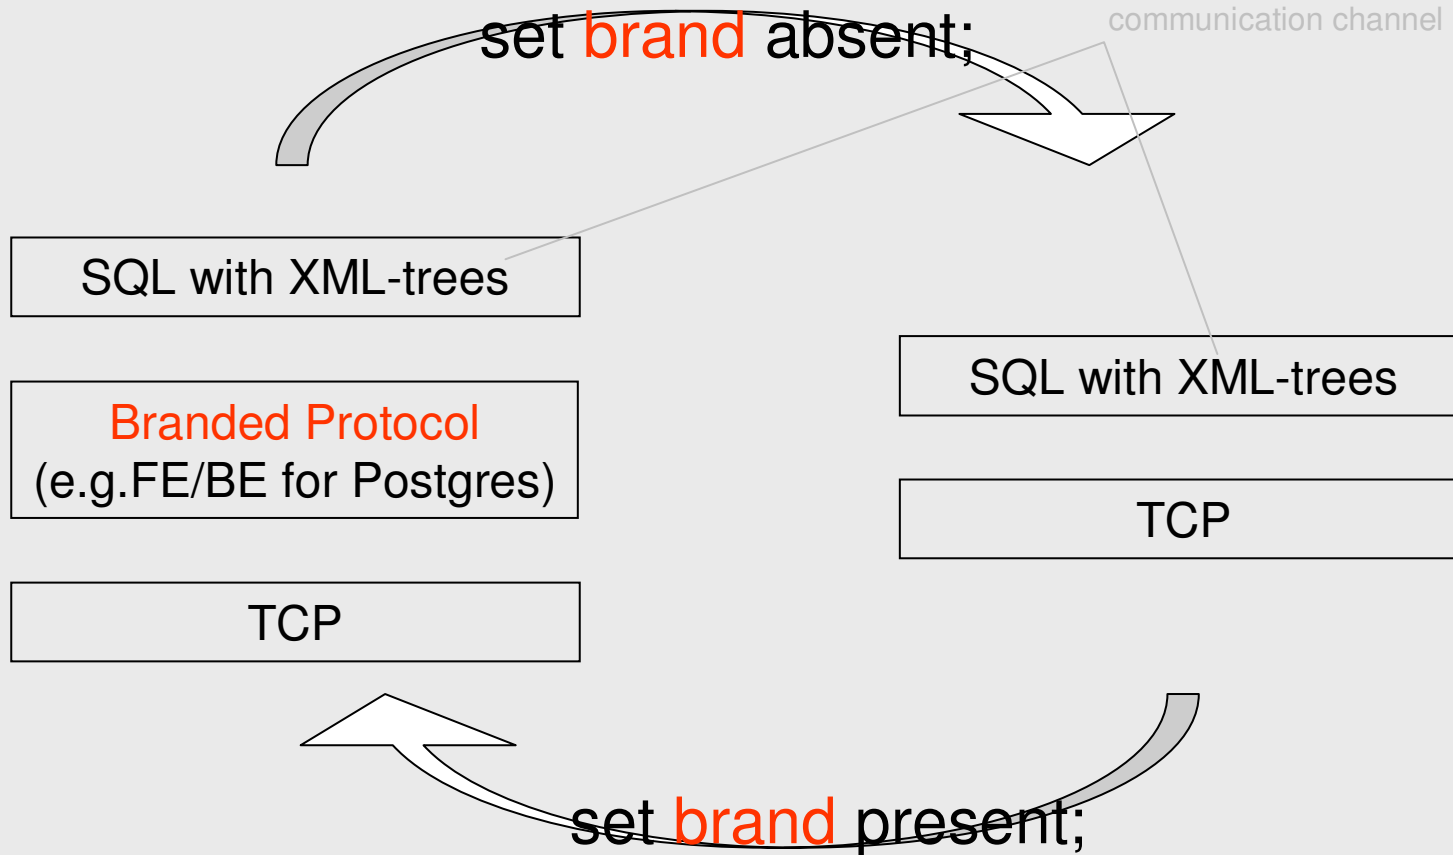 set brand absent;
communication channel
SQL with XML-trees
Branded Protocol
(e.g.FE/BE for Postgres)
TCP
SQL with XML-trees
TCP
set brand present;